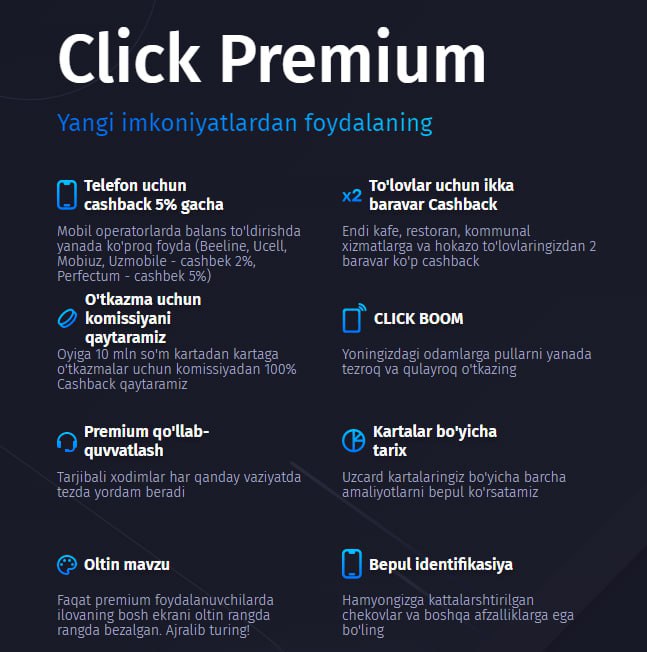 Click Premium
Yangi imkoniyatlardan foydalaning
Telefon uchun
cashback 5% gacha
Mobil operatorlarda balans to'ldirishda
yanada ko'proq foyda (Beeline, Ucell,
Mobiuz, Uzmobile - cashbek 2%,
Perfectum - cashbek 5%)
x2
To'lovlar uchun ikka
baravar Cashback
Endi kafe, restoran, kommunal
xizmatlarga va hokazo to'lovlaringizdan 2
baravar ko'p cashback
O'tkazma uchun
komissiyani
qaytaramiz
Oyiga 10 mln so'm kartadan kartaga
o'tkazmalar uchun komissiyadan 100%
Cashback qaytaramiz
CLICK BOOM
Yoningizdagi odamlarga pullarni yanada
tezroq va qulayroq o'tkazing
Premium qo'llab-
quvvatlash
Tarjibali xodimlar har qanday vaziyatda
tezda yordam beradi
Kartalar bo'yicha
tarix
Uzcard kartalaringiz bo'yicha barcha
amaliyotlarni bepul ko'rsatamiz
Oltin mavzu
Faqat premium foydalanuvchilarda
ilovaning bosh ekrani oltin rangda
rangda bezalgan. Ajralib turing!
Bepul identifikasiya
Hamyongizga kattalarshtirilgan
chekovlar va boshqa afzalliklarga ega
bo'ling